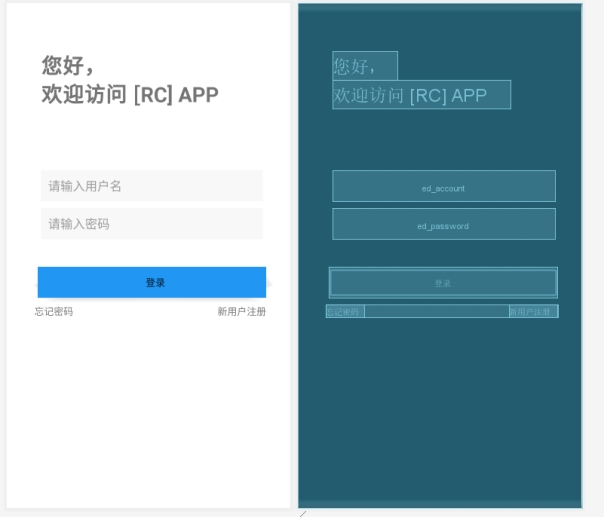 您好，
欢迎访问 [RC] APP
请输入用户名
请输入密码
登录
忘记密码 新用户注册
您好，
欢迎访问 [RC] APP
ed_account
ed_password
登录
忘记密码 新用户注册